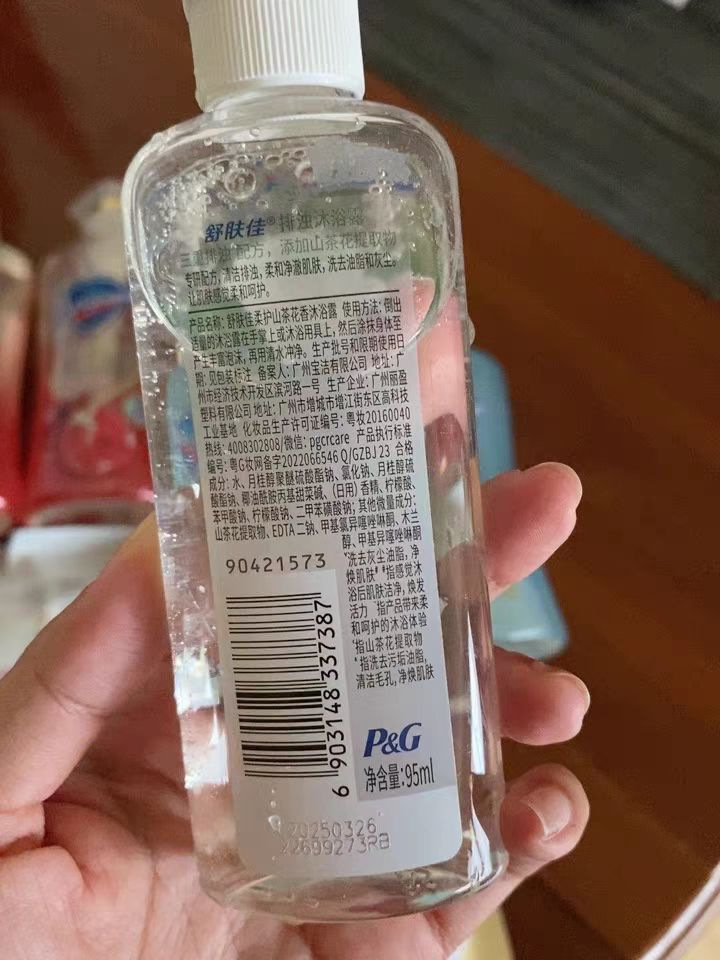 舒肤佳® 排浊沐浴露
三重排浊*配方，添加山茶花提取物
专研配方，清洁排浊，柔和净澈肌肤，洗去油脂和灰尘。
让肌肤感觉柔和呵护。
产品名称：舒肤佳柔护山茶花香沐浴露 使用方法：倒出
适量的沐浴露在手掌上或沐浴用具上，然后涂抹身体至
产生丰富泡沫，再用清水冲净。生产批号和限期使用日
期：见包装标注 备案人：广州宝洁有限公司 地址：广
州市经济技术开发区滨河路一号 生产企业：广州丽盈
塑料有限公司 地址：广州市增城市增江街东区高科技
工业基地 化妆品生产许可证编号：粤妆20160040
热线：4008302808/微信：pgcrcare 产品执行标准
编号：粤G妆网备字2022066546 Q/GZBJ 23 合格
成分：水、月桂醇聚醚硫酸酯钠、氯化钠、月桂醇硫
酸酯钠、椰油酰胺丙基甜菜碱、(日用)香精、柠檬酸、
苯甲酸钠、柠檬酸钠、二甲苯磺酸钠；其他微量成分：
山茶花提取物、EDTA二钠、甲基氯异噻唑啉酮、木兰
醇、甲基异噻唑啉酮
洗去灰尘油脂，净
焕肌肤 指感觉沐
浴后肌肤洁净，焕发
活力 指产品带来柔
和呵护的沐浴体验
指山茶花提取物
*指洗去污垢油脂，
清洁毛孔，净焕肌肤
90421573
6 903148 337387
P&G
净含量：95ml
20250326
2699273RB